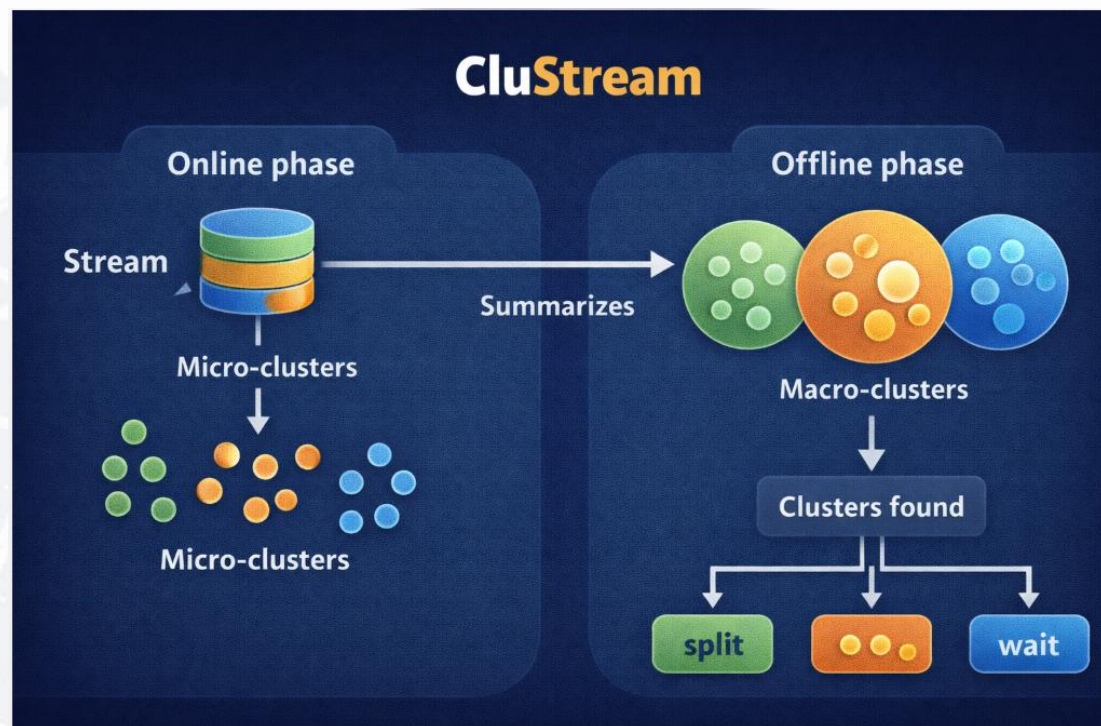 CluStream
Online phase
Stream
Micro-clusters
Micro-clusters
Summarizes
Offline phase
Macro-clusters
Clusters found
split
wait